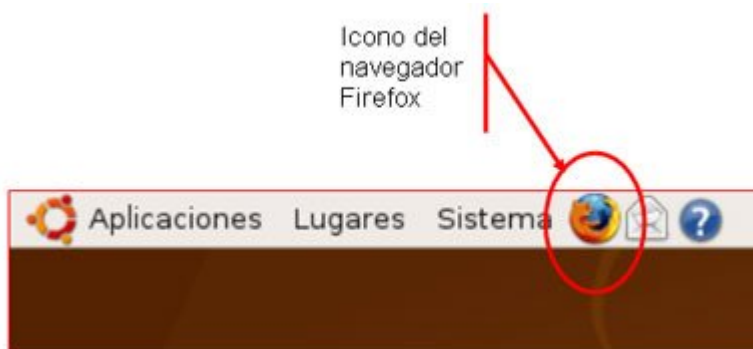 Icono del
navegador
Firefox
Aplicaciones Lugares Sistema
?